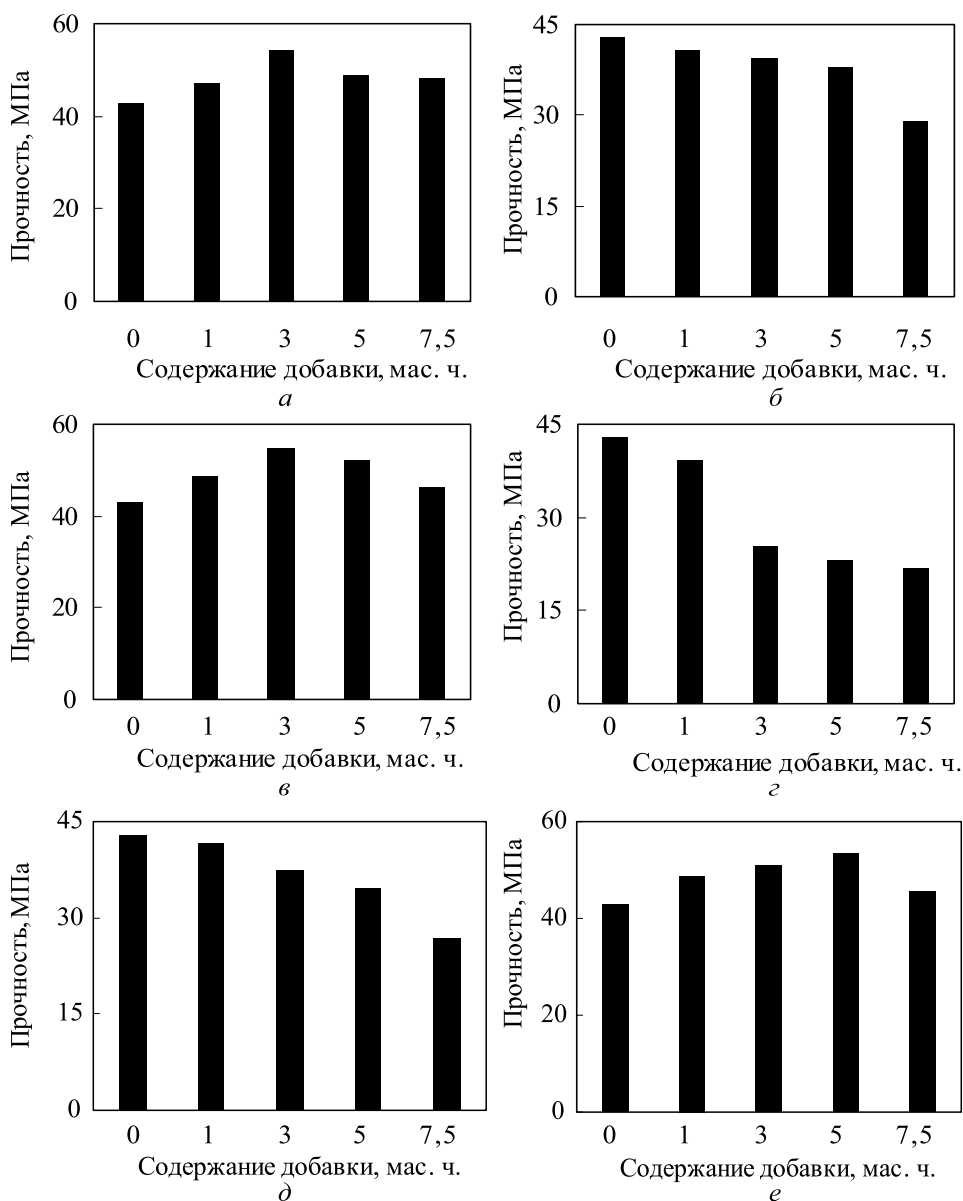 Прочность, МПа
60
40
20
0
0 1 3 5 7,5
Содержание добавки, мас. ч.
а
Прочность, МПа
45
30
15
0
0 1 3 5 7,5
Содержание добавки, мас. ч.
б
Прочность, МПа
60
40
20
0
0 1 3 5 7,5
Содержание добавки, мас. ч.
в
Прочность, МПа
45
30
15
0
0 1 3 5 7,5
Содержание добавки, мас. ч.
г
Прочность, МПа
45
30
15
0
0 1 3 5 7,5
Содержание добавки, мас. ч.
д
Прочность, МПа
60
40
20
0
0 1 3 5 7,5
Содержание добавки, мас. ч.
е